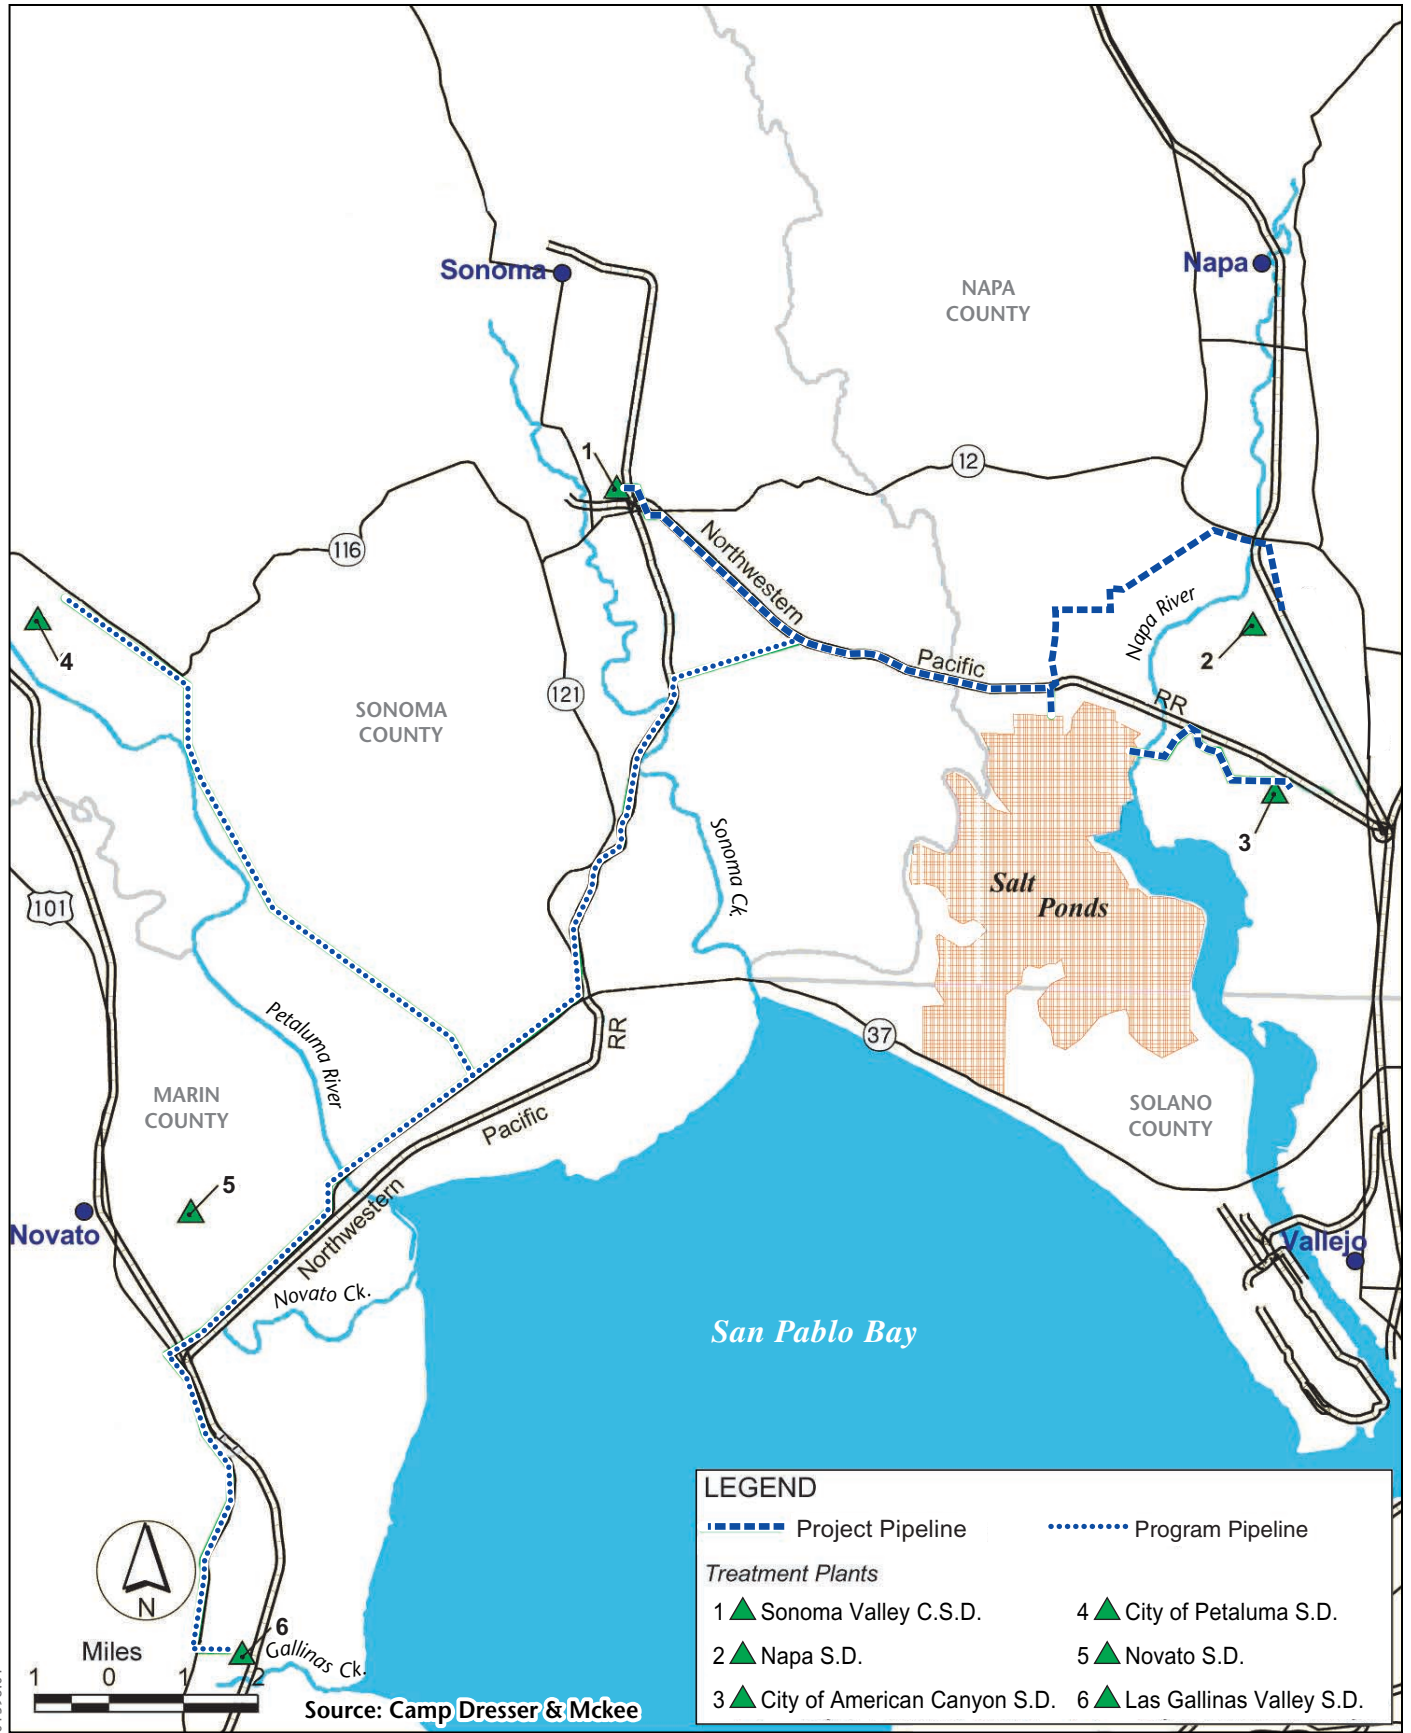 Sonoma
Napa
NAPA
COUNTY
1
12
116
Northwestern
Napa River
4
2
Pacific
121
RR
SONOMA
COUNTY
3
Sonoma Ck.
Salt
Ponds
101
Petaluma River
RR
37
MARIN
COUNTY
Pacific
SOLANO
COUNTY
5
Novato
Northwestern
Vallejo
Novato Ck.
San Pablo Bay
LEGEND
Project Pipeline
Program Pipeline
Treatment Plants
1 Sonoma Valley C.S.D.
4 City of Petaluma S.D.
2 Napa S.D.
5 Novato S.D.
3 City of American Canyon S.D.
6 Las Gallinas Valley S.D.
N
6
Gallinas Ck.
Miles
1 0 1 2
Source: Camp Dresser & Mckee